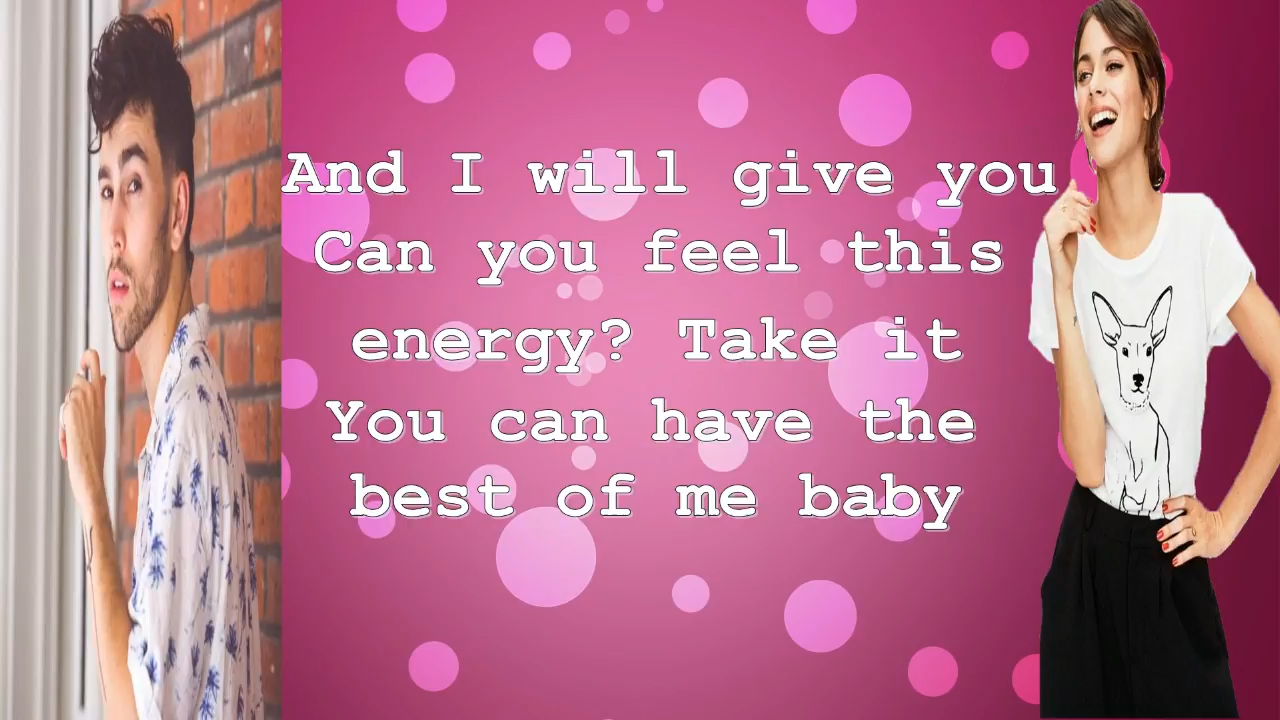 And I will give you
Can you feel this
energy? Take it
You can have the
best of me baby